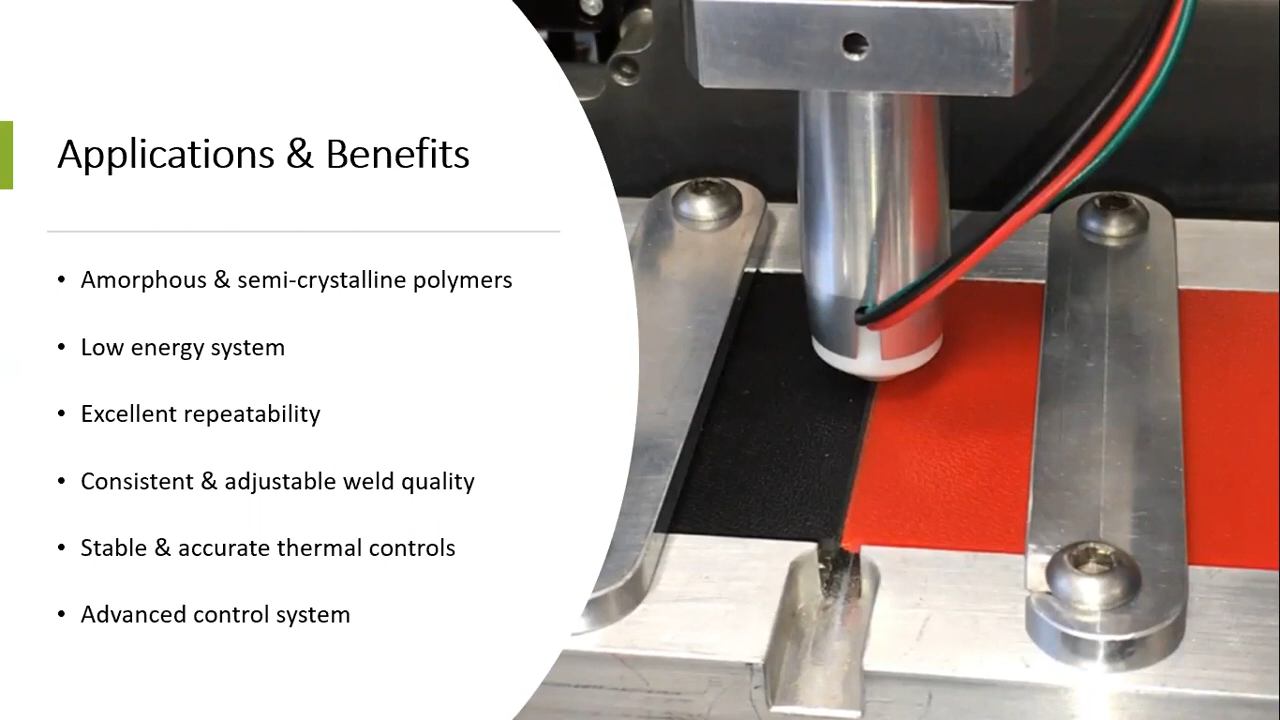 Applications & Benefits
• Amorphous & semi-crystalline polymers
• Low energy system
• Excellent repeatability
• Consistent & adjustable weld quality
• Stable & accurate thermal controls
• Advanced control system